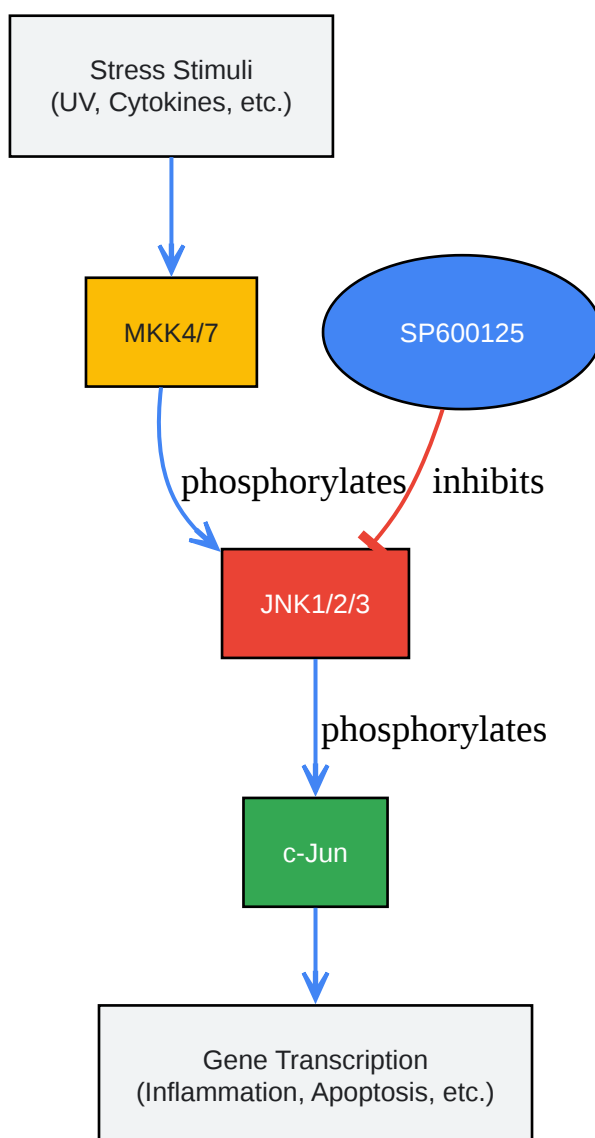 Stress Stimuli
(UV, Cytokines, etc.)
MKK4/7
SP600125
phosphorylates
inhibits
JNK1/2/3
phosphorylates
c-Jun
Gene Transcription
(Inflammation, Apoptosis, etc.)